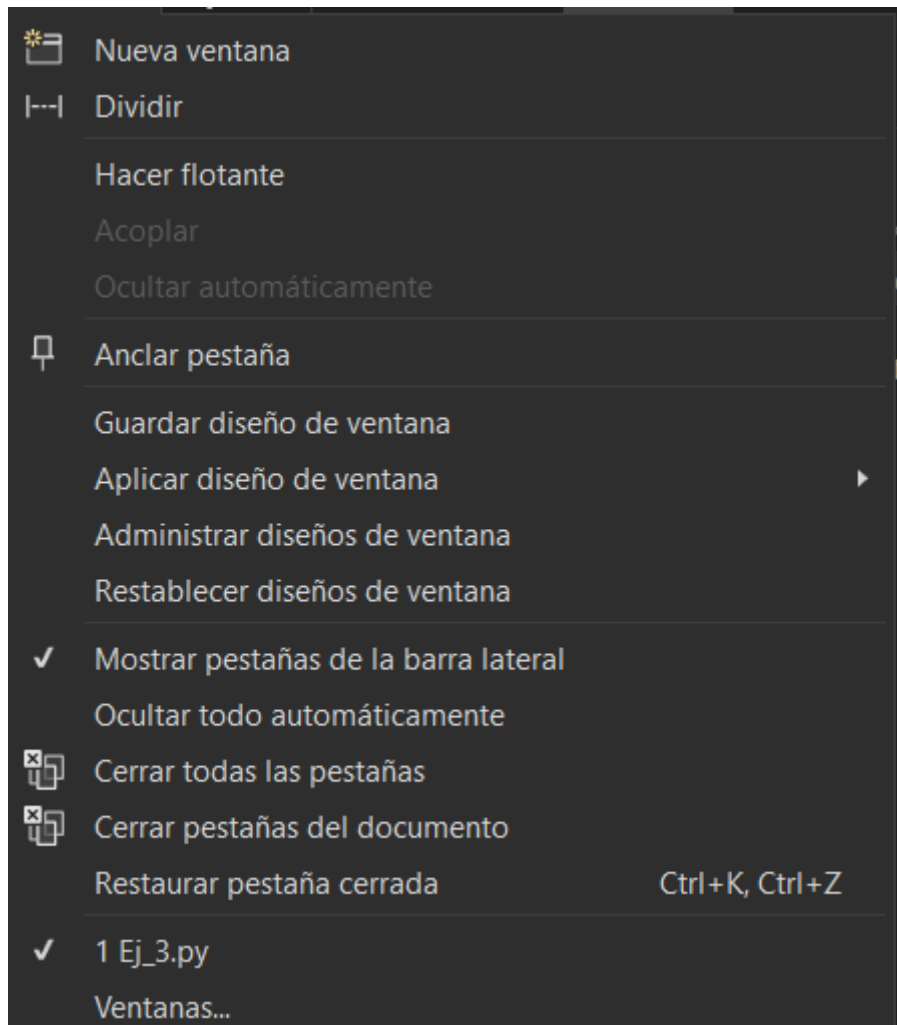 Nueva ventana
Dividir
Hacer flotante
Acoplar
Ocultar automáticamente
Anclar pestaña
Guardar diseño de ventana
Aplicar diseño de ventana
Administrar diseños de ventana
Restablecer diseños de ventana
Mostrar pestañas de la barra lateral
Ocultar todo automáticamente
Cerrar todas las pestañas
Cerrar pestañas del documento
Restaurar pestaña cerrada Ctrl+K, Ctrl+Z
1 Ej_3.py
Ventanas...